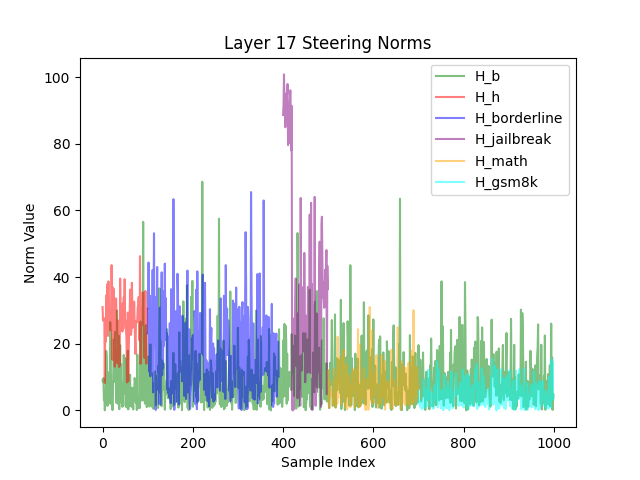 Layer 17 Steering Norms
100
80
60
40
20
0
Norm Value
H_b
H_h
H_borderline
H_jailbreak
H_math
H_gsm8k
0 200 400 600 800 1000
Sample Index